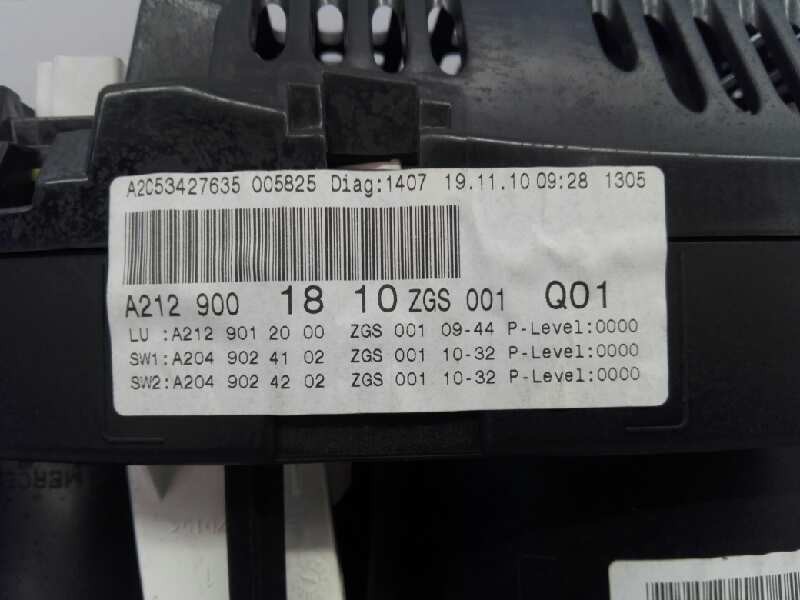 A2C53427635 005825 Diag:1407 19.11.10 09:28 1305
A212 900 18 10 ZGS 001 Q01
LU :A212 901 20 00 ZGS 001 09-44 P-Level:0000
SW1:A204 902 41 02 ZGS 001 10-32 P-Level:0000
SW2:A204 902 42 02 ZGS 001 10-32 P-Level:0000